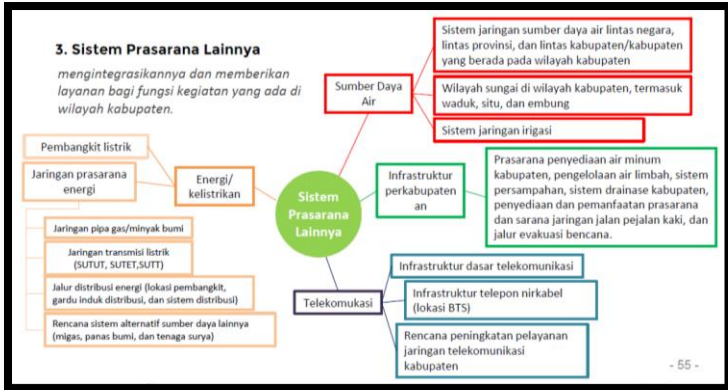 3. Sistem Prasarana Lainnya
mengintegrasikannya dan memberikan
layanan bagi fungsi kegiatan yang ada di
wilayah kabupaten.
Sumber Daya
Air
Sistem jaringan sumber daya air lintas negara,
lintas provinsi, dan lintas kabupaten/kabupaten
yang berada pada wilayah kabupaten
Wilayah sungai di wilayah kabupaten, termasuk
waduk, situ, dan embung
Sistem jaringan irigasi
Pembangkit listrik
Jaringan prasarana
energi
Energi/
kelistrikan
Sistem
Prasarana
Lainnya
Infrastruktur
perkabupaten
an
Prasarana penyediaan air minum
kabupaten, pengelolaan air limbah, sistem
persampahan, sistem drainase kabupaten,
penyediaan dan pemanfaatan prasarana
dan sarana jaringan jalan pejalan kaki, dan
jalur evakuasi bencana.
Jaringan pipa gas/minyak bumi
Jaringan transmisi listrik
(SUTUT, SUTET,SUTT)
Jalur distribusi energi (lokasi pembangkit,
gardu induk distribusi, dan sistem distribusi)
Rencana sistem alternatif sumber daya lainnya
(migas, panas bumi, dan tenaga surya)
Telekomukasi
Infrastruktur dasar telekomunikasi
Infrastruktur telepon nirkabel
(lokasi BTS)
Rencana peningkatan pelayanan
jaringan telekomunikasi
kabupaten
- 55 -